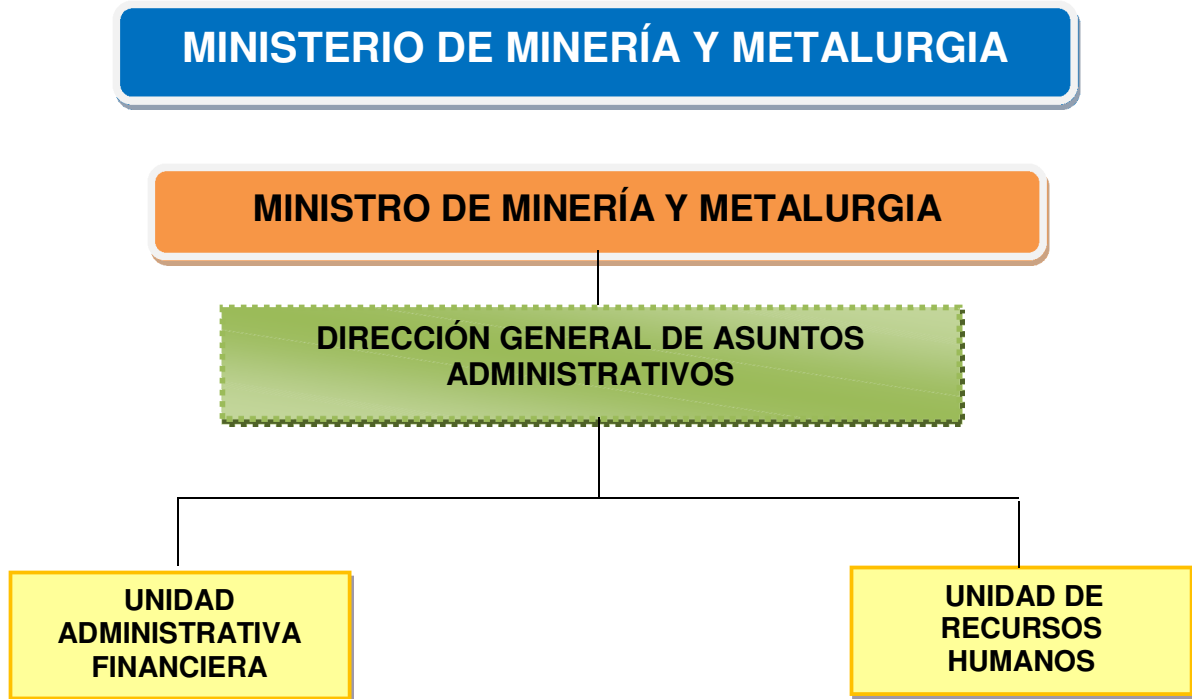 MINISTERIO DE MINERÍA Y METALURGIA
MINISTRO DE MINERÍA Y METALURGIA
DIRECCIÓN GENERAL DE ASUNTOS
ADMINISTRATIVOS
UNIDAD
ADMINISTRATIVA
FINANCIERA
UNIDAD DE
RECURSOS
HUMANOS